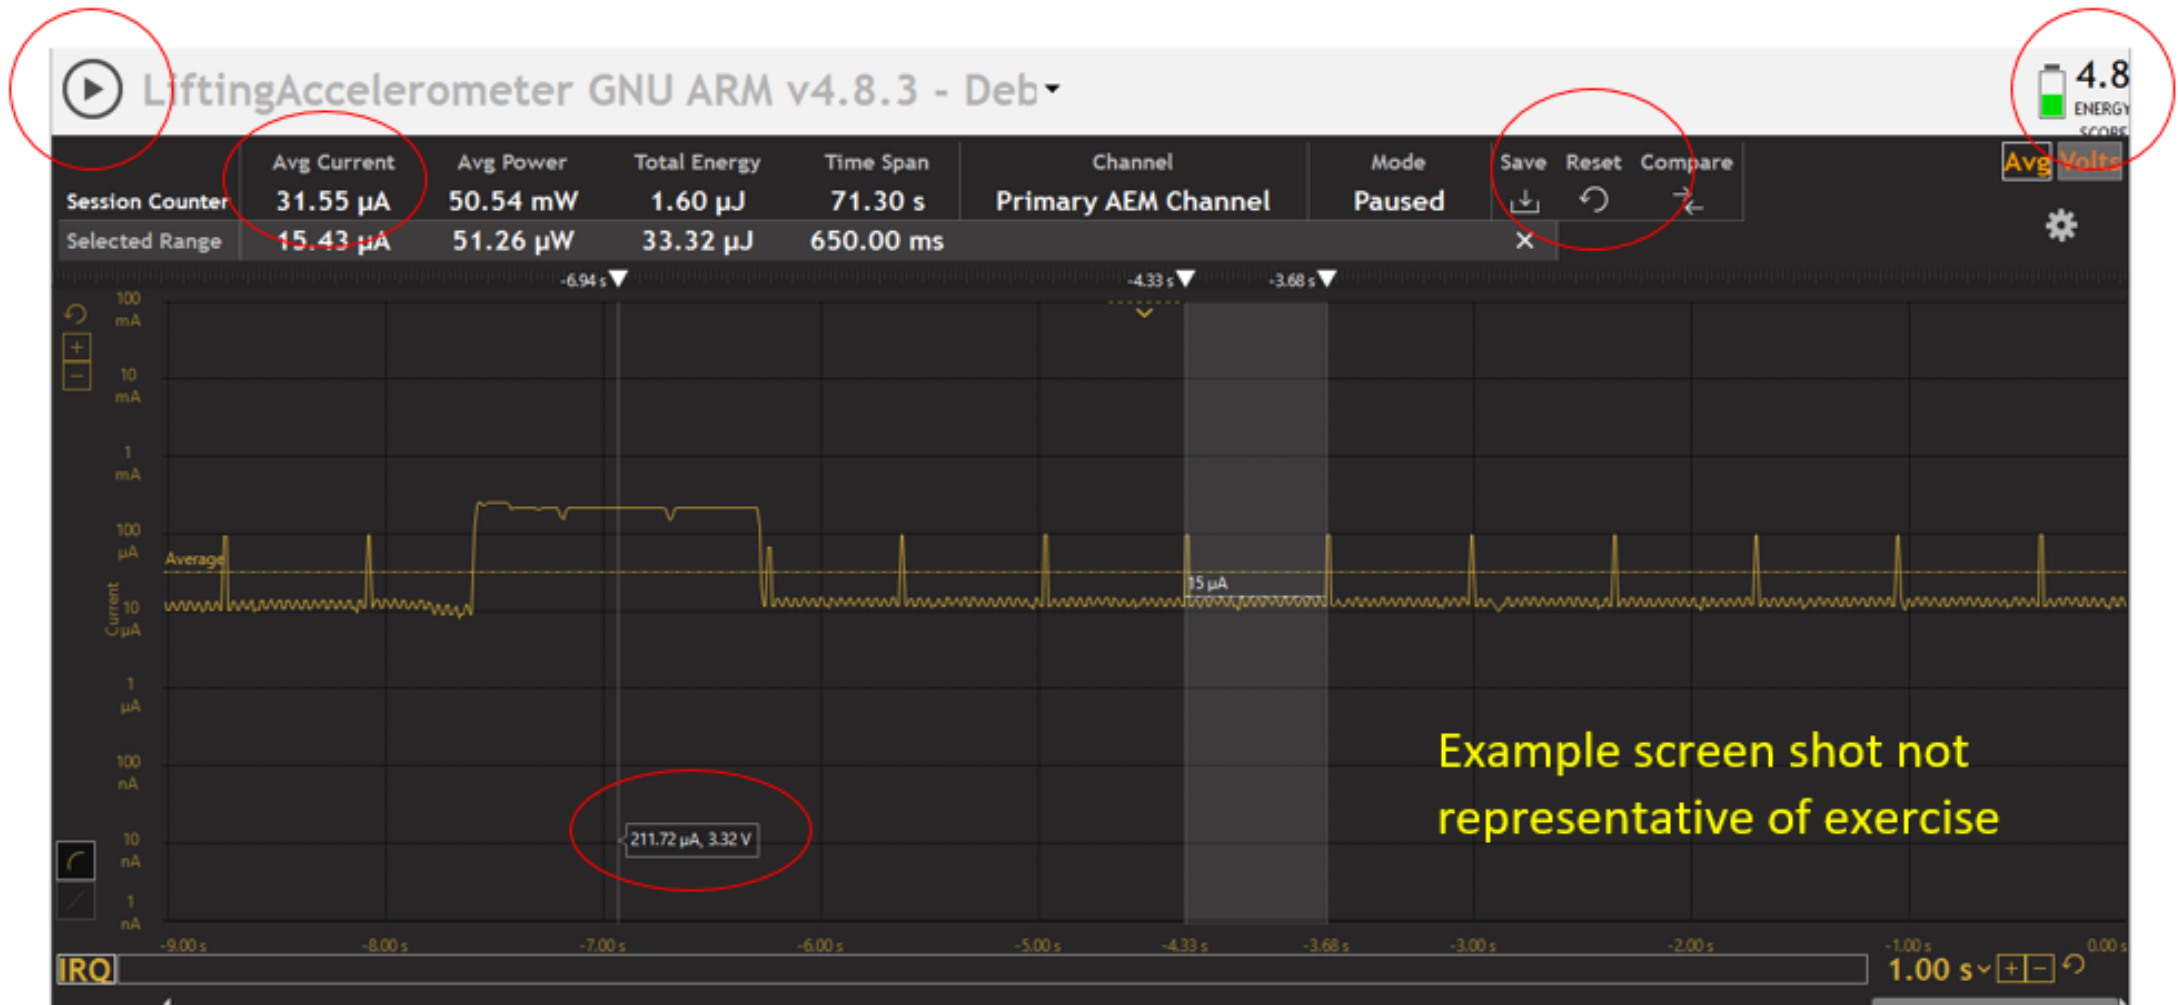 LiftingAccelerometer GNU ARM v4.8.3 - Deb
4.8
ENERGY
SCORE
Avg Current Avg Power Total Energy Time Span Channel Mode Save Reset Compare
Avg Volts
Session Counter 31.55 µA 50.54 mW 1.60 µJ 71.30 s Primary AEM Channel Paused
Selected Range 15.43 µA 51.26 µW 33.32 µJ 650.00 ms ×
-6.94 s -4.33 s -3.68 s
100
mA
10
mA
1
mA
100
µA
Average
15 µA
10
µA
Current
1
µA
100
nA
Example screen shot not
representative of exercise
10
nA
211.72 µA, 3.32 V
1
nA
-9.00 s -8.00 s -7.00 s -6.00 s -5.00 s -4.33 s -3.68 s -3.00 s -2.00 s -1.00 s 0.00 s
IRQ
1.00 s